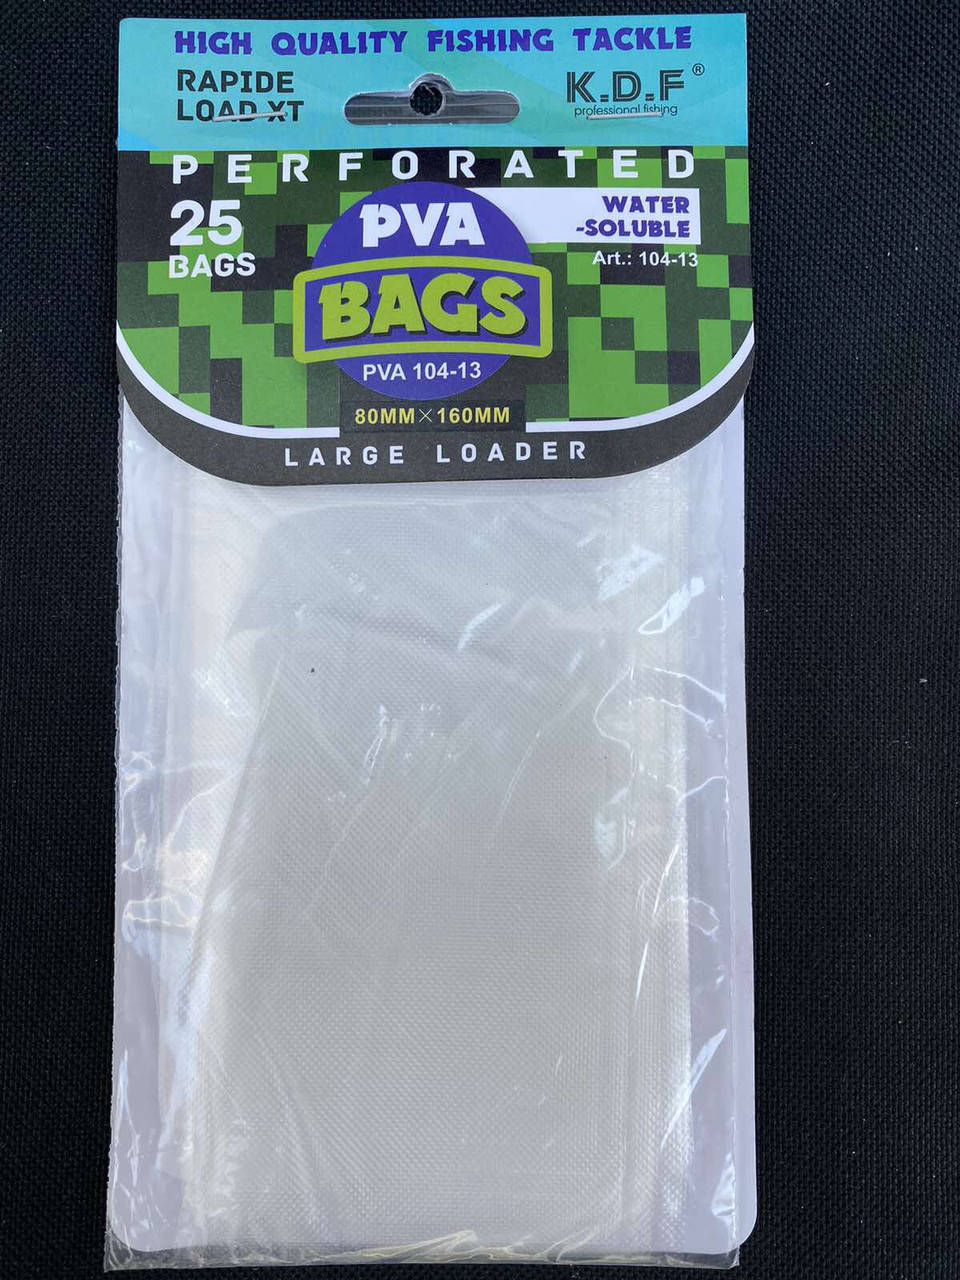 HIGH QUALITY FISHING TACKLE
RAPIDE
LOAD XT
K.D.F®
professional fishing
PERFORATED
25
BAGS
PVA
BAGS
WATER
-SOLUBLE
Art.: 104-13
PVA 104-13
80MM×160MM
LARGE LOADER